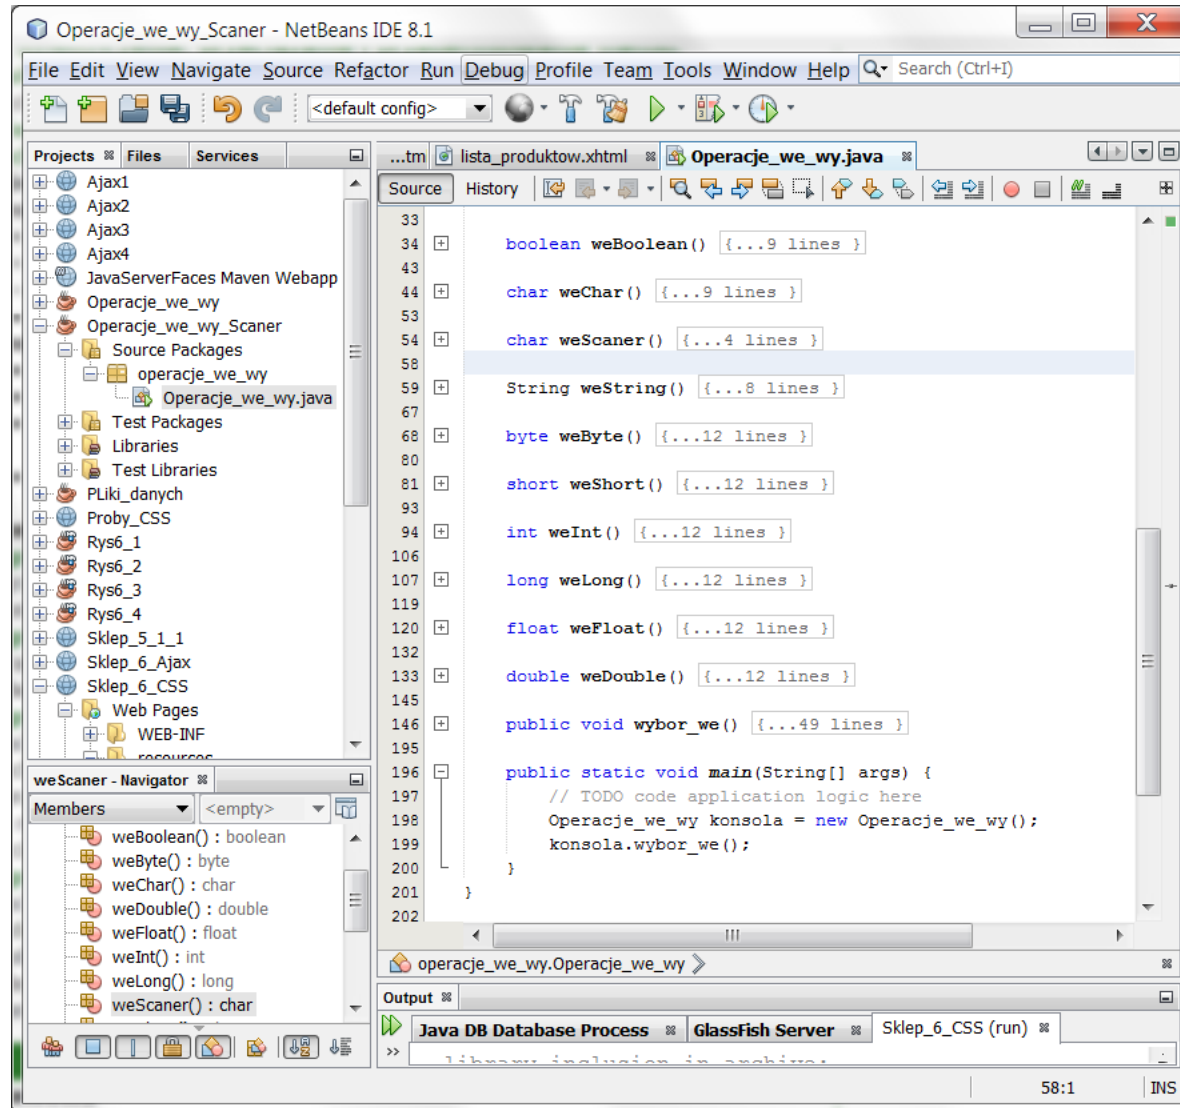 Operacje_we_wy_Scaner - NetBeans IDE 8.1
File Edit View Navigate Source Refactor Run Debug Profile Team Tools Window Help Search (Ctrl+I)
<default config>
Projects Files Services
Ajax1
Ajax2
Ajax3
Ajax4
JavaServerFaces Maven Webapp
Operacje_we_wy
Operacje_we_wy_Scaner
Source Packages
operacje_we_wy
Operacje_we_wy.java
Test Packages
Libraries
Test Libraries
PLiki_danych
Proby_CSS
Rys6_1
Rys6_2
Rys6_3
Rys6_4
Sklep_5_1_1
Sklep_6_Ajax
Sklep_6_CSS
Web Pages
WEB-INF
resources
weScaner - Navigator
Members <empty>
weBoolean() : boolean
weByte() : byte
weChar() : char
weDouble() : double
weFloat() : float
weInt() : int
weLong() : long
weScaner() : char
...tm lista_produktow.xhtml Operacje_we_wy.java
Source History
33
34 boolean weBoolean() {...9 lines }
43
44 char weChar() {...9 lines }
53
54 char weScaner() {...4 lines }
58
59 String weString() {...8 lines }
67
68 byte weByte() {...12 lines }
80
81 short weShort() {...12 lines }
93
94 int weInt() {...12 lines }
106
107 long weLong() {...12 lines }
119
120 float weFloat() {...12 lines }
132
133 double weDouble() {...12 lines }
145
146 public void wybor_we() {...49 lines }
195
196 public static void main(String[] args) {
197 // TODO code application logic here
198 Operacje_we_wy konsola = new Operacje_we_wy();
199 konsola.wybor_we();
200 }
201 }
202
operacje_we_wy.Operacje_we_wy
Output
Java DB Database Process GlassFish Server Sklep_6_CSS (run)
library inclusion in archive:
58:1 INS